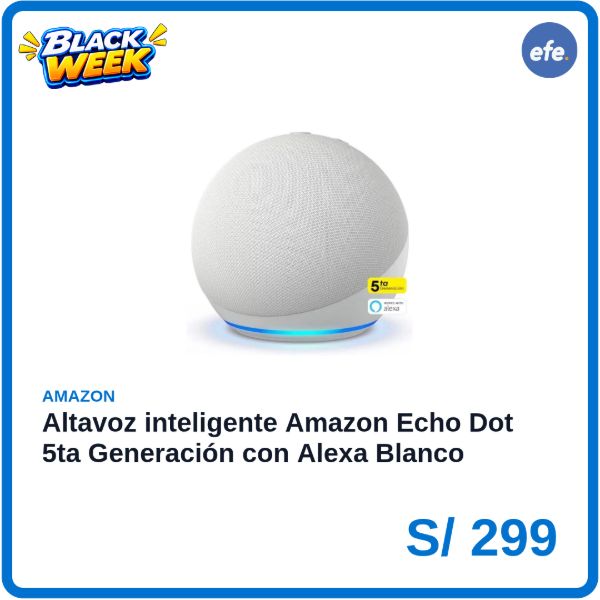 BLACK
WEEK
efe.
5ta
alexa
AMAZON
Altavoz inteligente Amazon Echo Dot
5ta Generación con Alexa Blanco
S/ 299